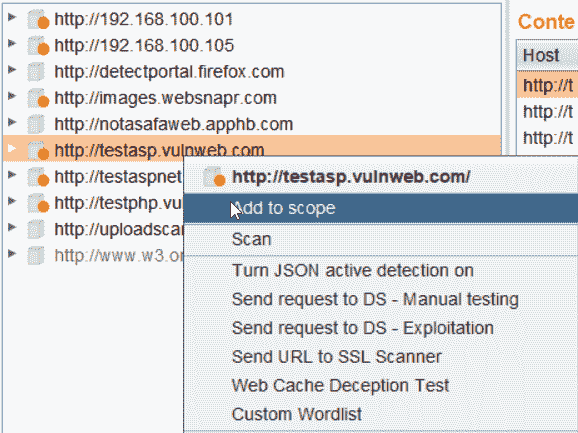 http://192.168.100.101
http://192.168.100.105
http://detectportal.firefox.com
http://images.websnapr.com
http://notasafaweb.apphb.com
http://testasp.vulnweb.com
http://testaspnet
http://testphp.vu
http://uploadscar
http://www.w3.or
Conte
Host
http://t
http://t
http://t
http://testasp.vulnweb.com/
Add to scope
Scan
Turn JSON active detection on
Send request to DS - Manual testing
Send request to DS - Exploitation
Send URL to SSL Scanner
Web Cache Deception Test
Custom Wordlist